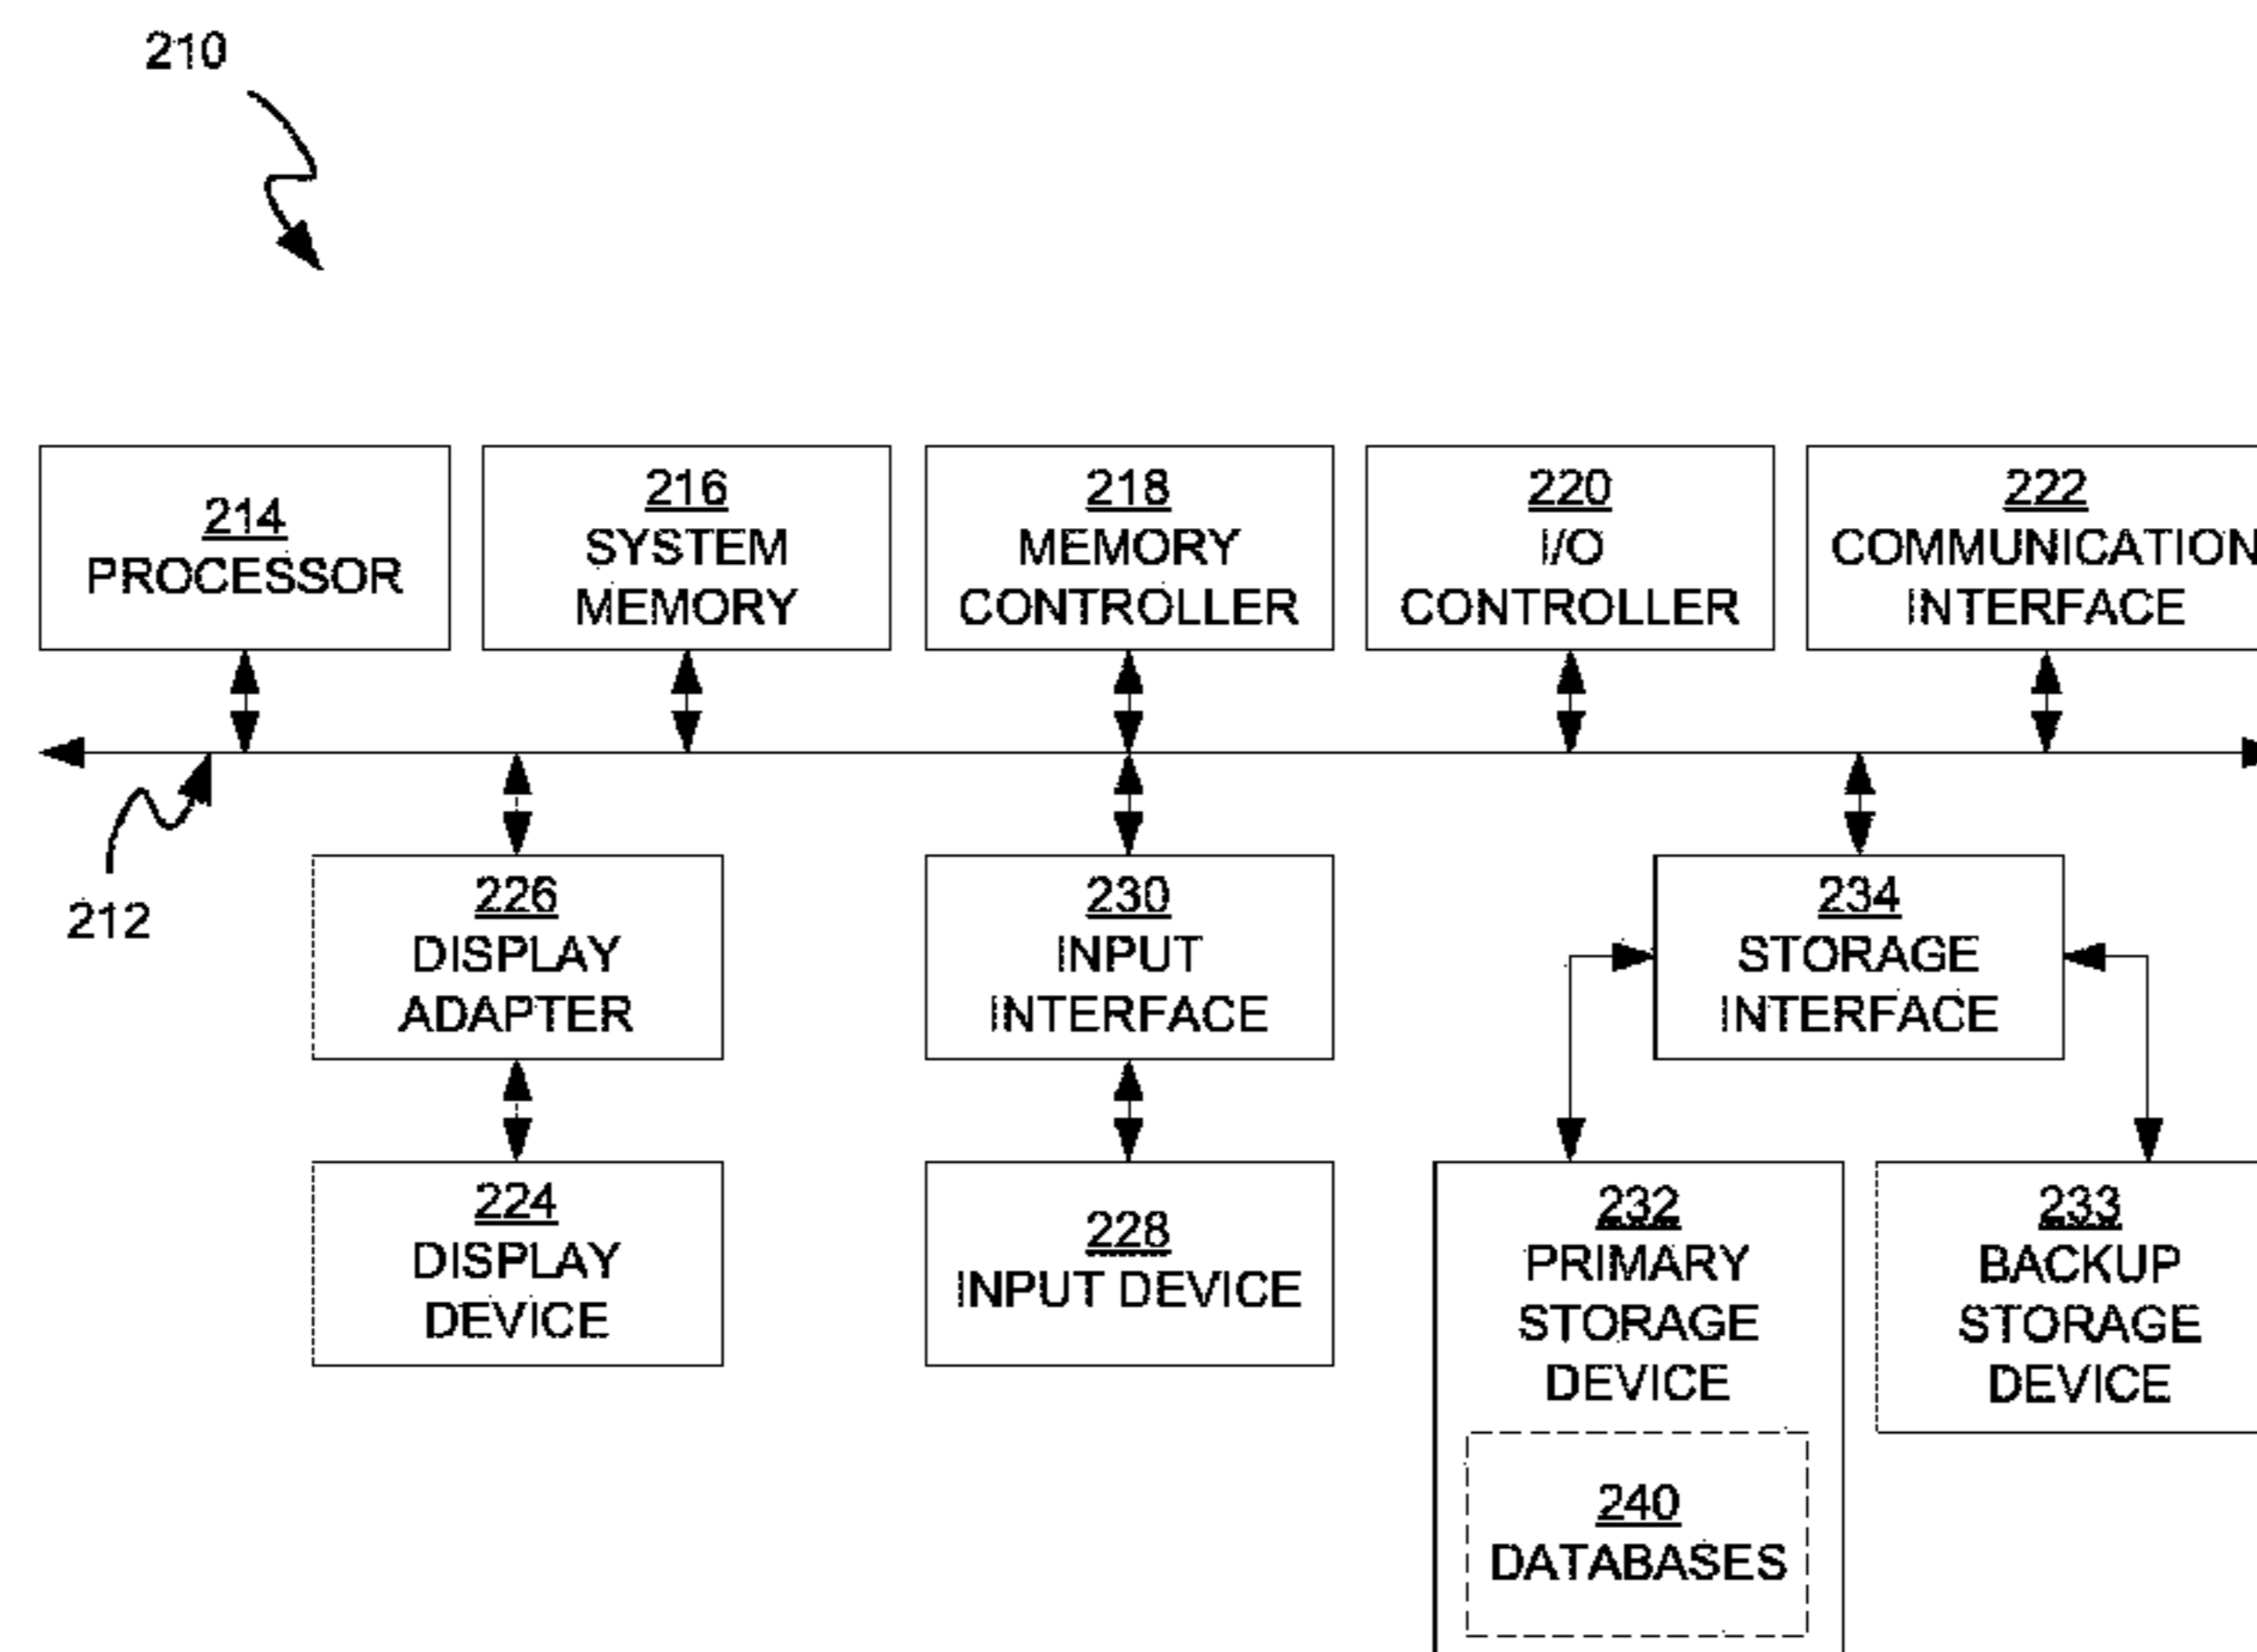 210
214
PROCESSOR
216
SYSTEM
MEMORY
218
MEMORY
CONTROLLER
220
I/O
CONTROLLER
222
COMMUNICATION
INTERFACE
212
226
DISPLAY
ADAPTER
230
INPUT
INTERFACE
234
STORAGE
INTERFACE
224
DISPLAY
DEVICE
228
INPUT DEVICE
232
PRIMARY
STORAGE
DEVICE
233
BACKUP
STORAGE
DEVICE
240
DATABASES